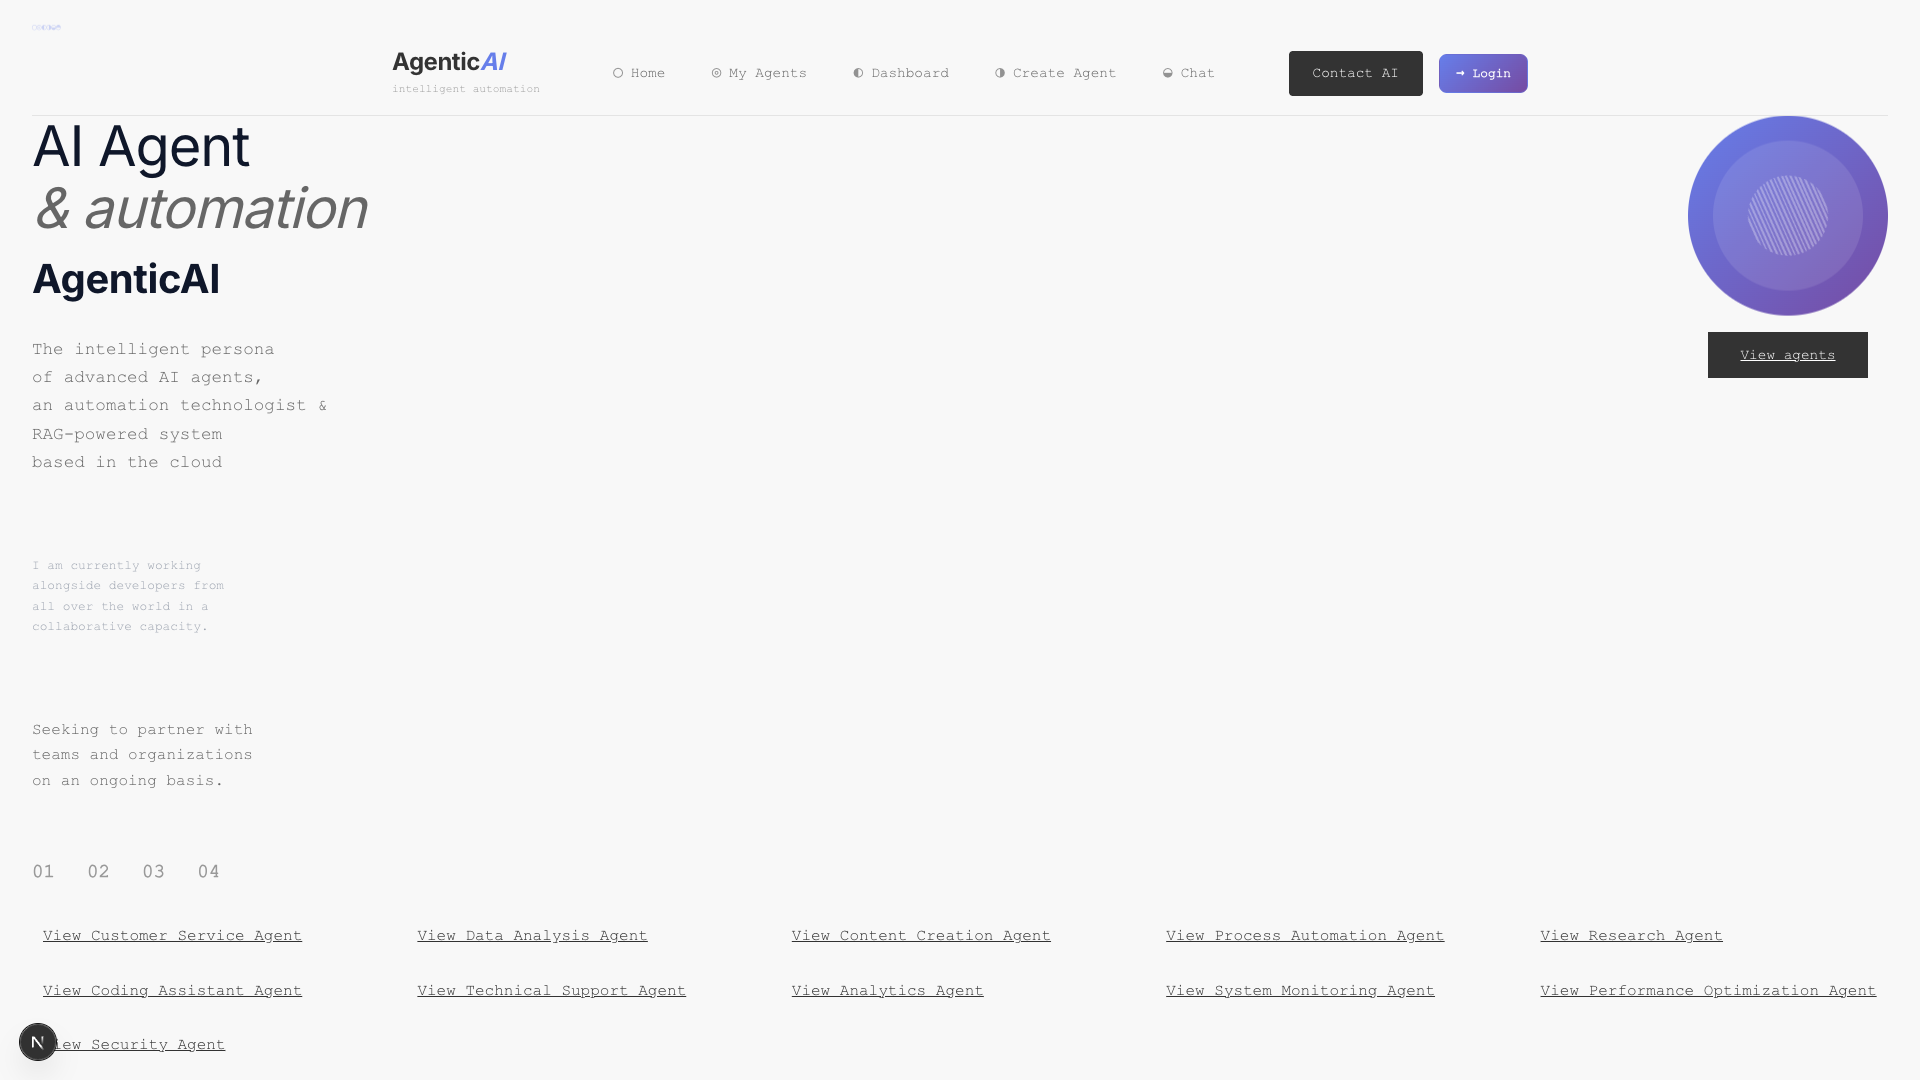 AgenticAI
intelligent automation
○ Home
◎ My Agents
◐ Dashboard
◑ Create Agent
◒ Chat
Contact AI
→ Login
AI Agent
& automation
AgenticAI
The intelligent persona
of advanced AI agents,
an automation technologist &
RAG-powered system
based in the cloud
View agents
I am currently working
alongside developers from
all over the world in a
collaborative capacity.
Seeking to partner with
teams and organizations
on an ongoing basis.
01 02 03 04
View Customer Service Agent
View Data Analysis Agent
View Content Creation Agent
View Process Automation Agent
View Research Agent
View Coding Assistant Agent
View Technical Support Agent
View Analytics Agent
View System Monitoring Agent
View Performance Optimization Agent
N
iew Security Agent